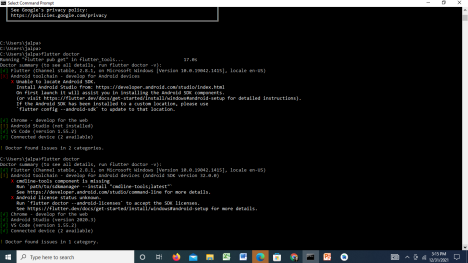 Select Command Prompt
See Google's privacy policy:
https://policies.google.com/privacy
C:\Users\jalpa>
C:\Users\jalpa>
C:\Users\jalpa>flutter doctor
Running "flutter pub get" in flutter_tools... 17.0s
Doctor summary (to see all details, run flutter doctor -v):
[√] Flutter (Channel stable, 2.8.1, on Microsoft Windows [Version 10.0.19042.1415], locale en-US)
Android toolchain - develop for Android devices
X Unable to locate Android SDK.
Install Android Studio from: https://developer.android.com/studio/index.html
On first launch it will assist you in installing the Android SDK components.
(or visit https://flutter.dev/docs/get-started/install/windows#android-setup for detailed instructions).
If the Android SDK has been installed to a custom location, please use
`flutter config --android-sdk` to update to that location.
[√] Chrome - develop for the web
[!] Android Studio (not installed)
[√] VS Code (version 1.55.2)
[√] Connected device (2 available)
! Doctor found issues in 2 categories.
C:\Users\jalpa>flutter doctor
Doctor summary (to see all details, run flutter doctor -v):
[√] Flutter (Channel stable, 2.8.1, on Microsoft Windows [Version 10.0.19042.1415], locale en-US)
[!] Android toolchain - develop for Android devices (Android SDK version 32.0.0)
X cmdline-tools component is missing
Run `path/to/sdkmanager --install "cmdline-tools;latest"`
See https://developer.android.com/studio/command-line for more details.
X Android license status unknown.
Run `flutter doctor --android-licenses` to accept the SDK licenses.
See https://flutter.dev/docs/get-started/install/windows#android-setup for more details.
[√] Chrome - develop for the web
[√] Android Studio (version 2020.3)
[√] VS Code (version 1.55.2)
[√] Connected device (2 available)
! Doctor found issues in 1 category.
Type here to search
12/31/2021